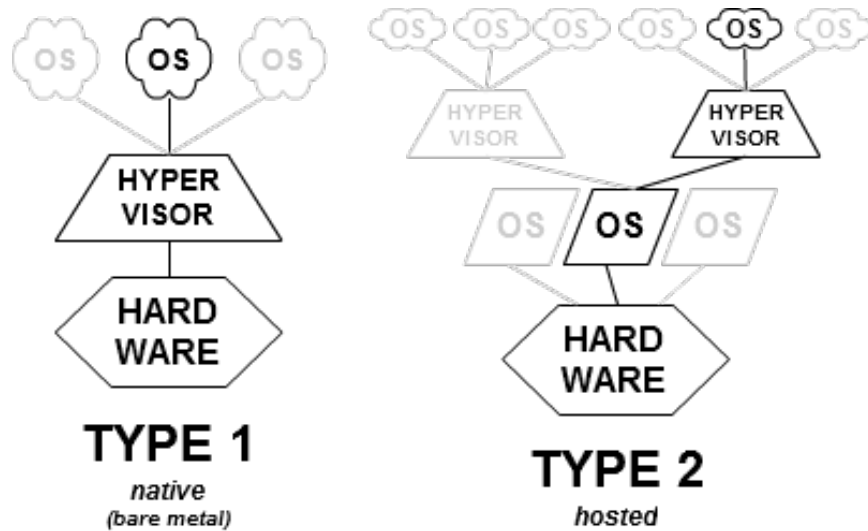 OS OS OS
HYPER
VISOR
HARD
WARE
TYPE 1
native
(bare metal)
OS OS OS OS OS OS
HYPER
VISOR
HYPER
VISOR
OS OS OS
HARD
WARE
TYPE 2
hosted